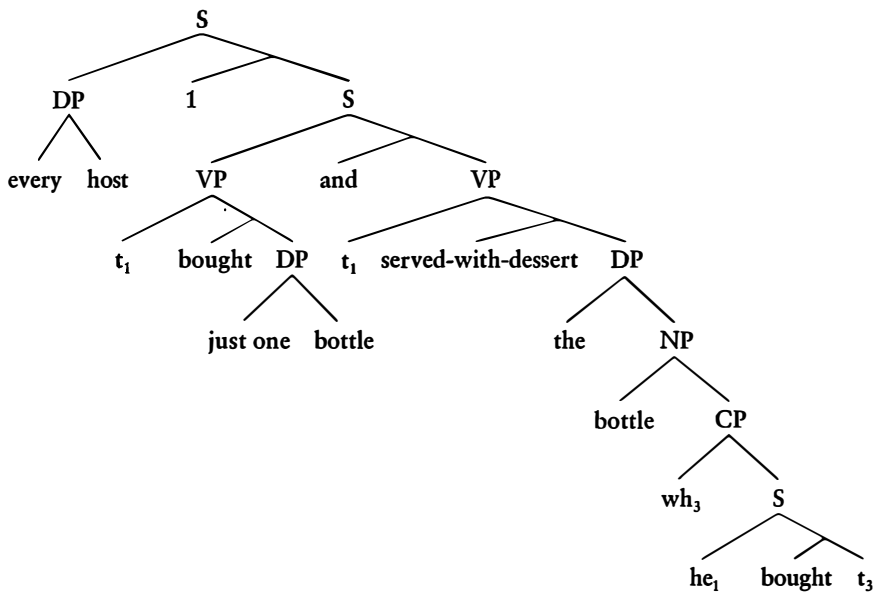 S
DP 1 S
every host VP and VP
t₁ bought DP t₁ served-with-dessert DP
just one bottle the NP
bottle CP
wh₃ S
he₁ bought t₃